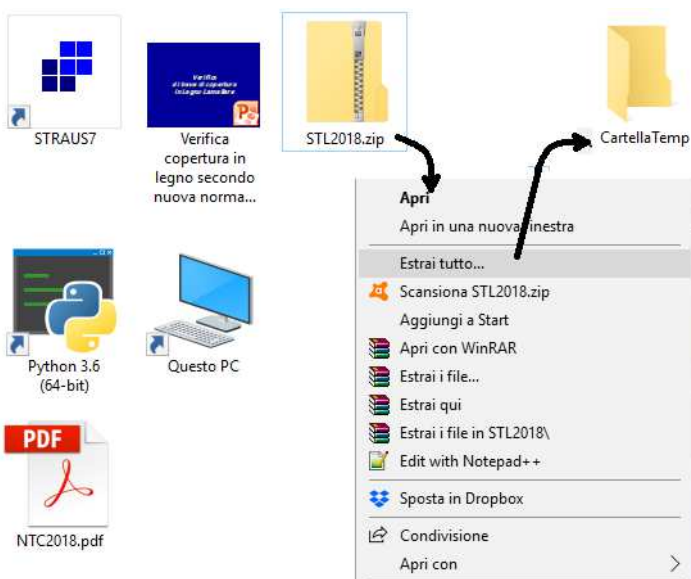 STRAUS7
Verifica
di trave di copertura
in Legno Lamellare
Verifica
copertura in
legno secondo
nuova norma...
STL2018.zip
CartellaTemp
Python 3.6
(64-bit)
Questo PC
PDF
NTC2018.pdf
Apri
Apri in una nuova finestra
Estrai tutto...
Scansiona STL2018.zip
Aggiungi a Start
Apri con WinRAR
Estrai i file...
Estrai qui
Estrai i file in STL2018\
Edit with Notepad++
Sposta in Dropbox
Condivisione
Apri con